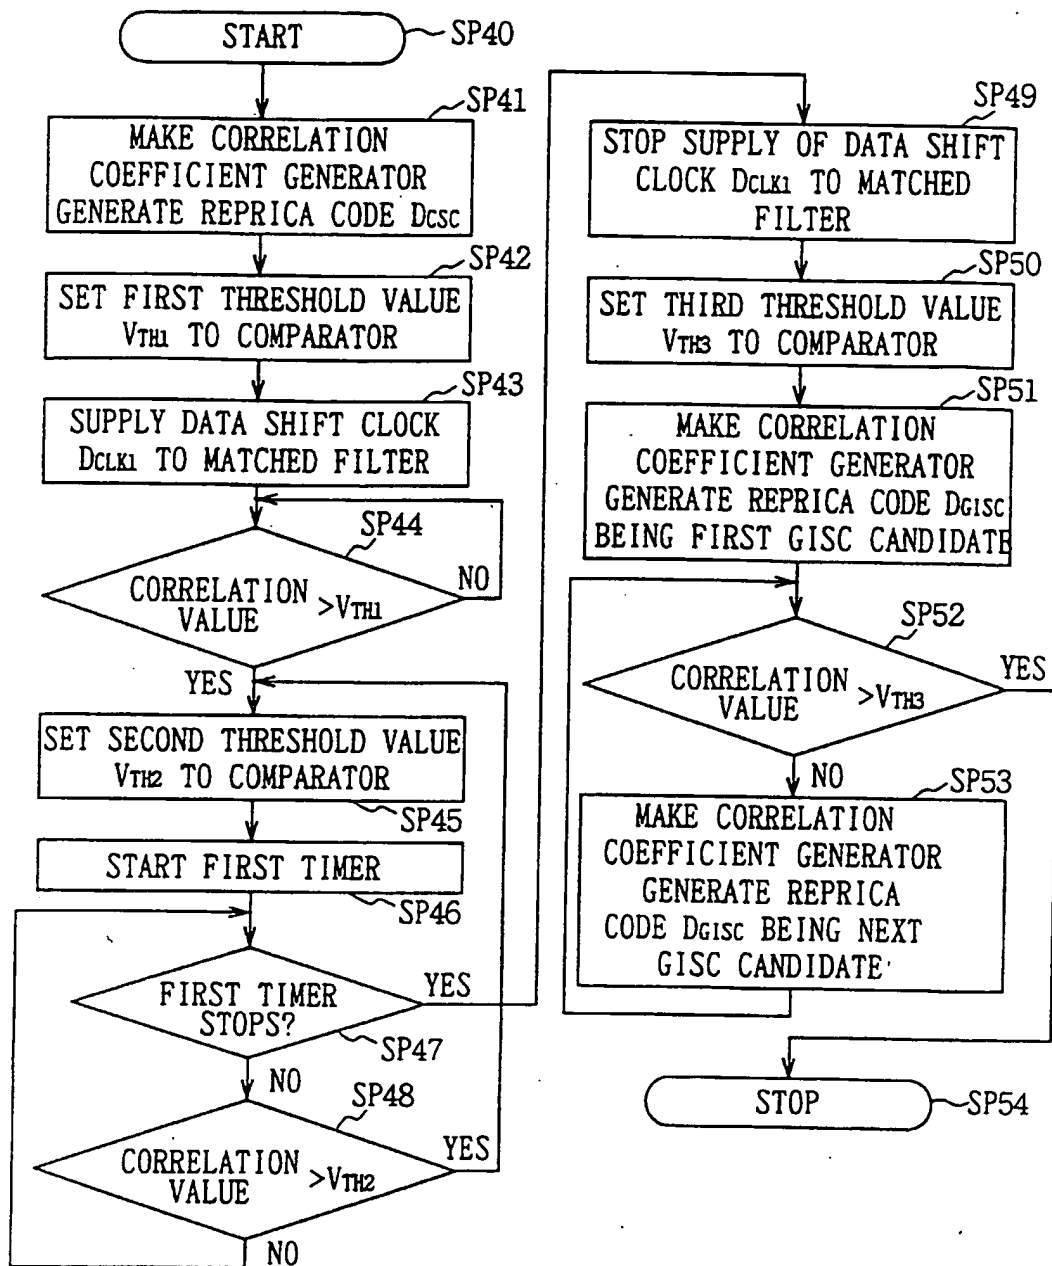 START
SP40
SP41
MAKE CORRELATION
COEFFICIENT GENERATOR
GENERATE REPRICA CODE DCSC
SP42
SET FIRST THRESHOLD VALUE
VTH1 TO COMPARATOR
SP43
SUPPLY DATA SHIFT CLOCK
DCLK1 TO MATCHED FILTER
SP44
CORRELATION
VALUE >VTH1
NO
YES
SET SECOND THRESHOLD VALUE
VTH2 TO COMPARATOR
SP45
START FIRST TIMER
SP46
FIRST TIMER
STOPS?
YES
SP47
NO
SP48
CORRELATION
VALUE >VTH2
YES
NO
SP49
STOP SUPPLY OF DATA SHIFT
CLOCK DCLK1 TO MATCHED
FILTER
SP50
SET THIRD THRESHOLD VALUE
VTH3 TO COMPARATOR
SP51
MAKE CORRELATION
COEFFICIENT GENERATOR
GENERATE REPRICA CODE DGISC
BEING FIRST GISC CANDIDATE
SP52
CORRELATION
VALUE >VTH3
YES
NO
SP53
MAKE CORRELATION
COEFFICIENT GENERATOR
GENERATE REPRICA
CODE DGISC BEING NEXT
GISC CANDIDATE
STOP
SP54